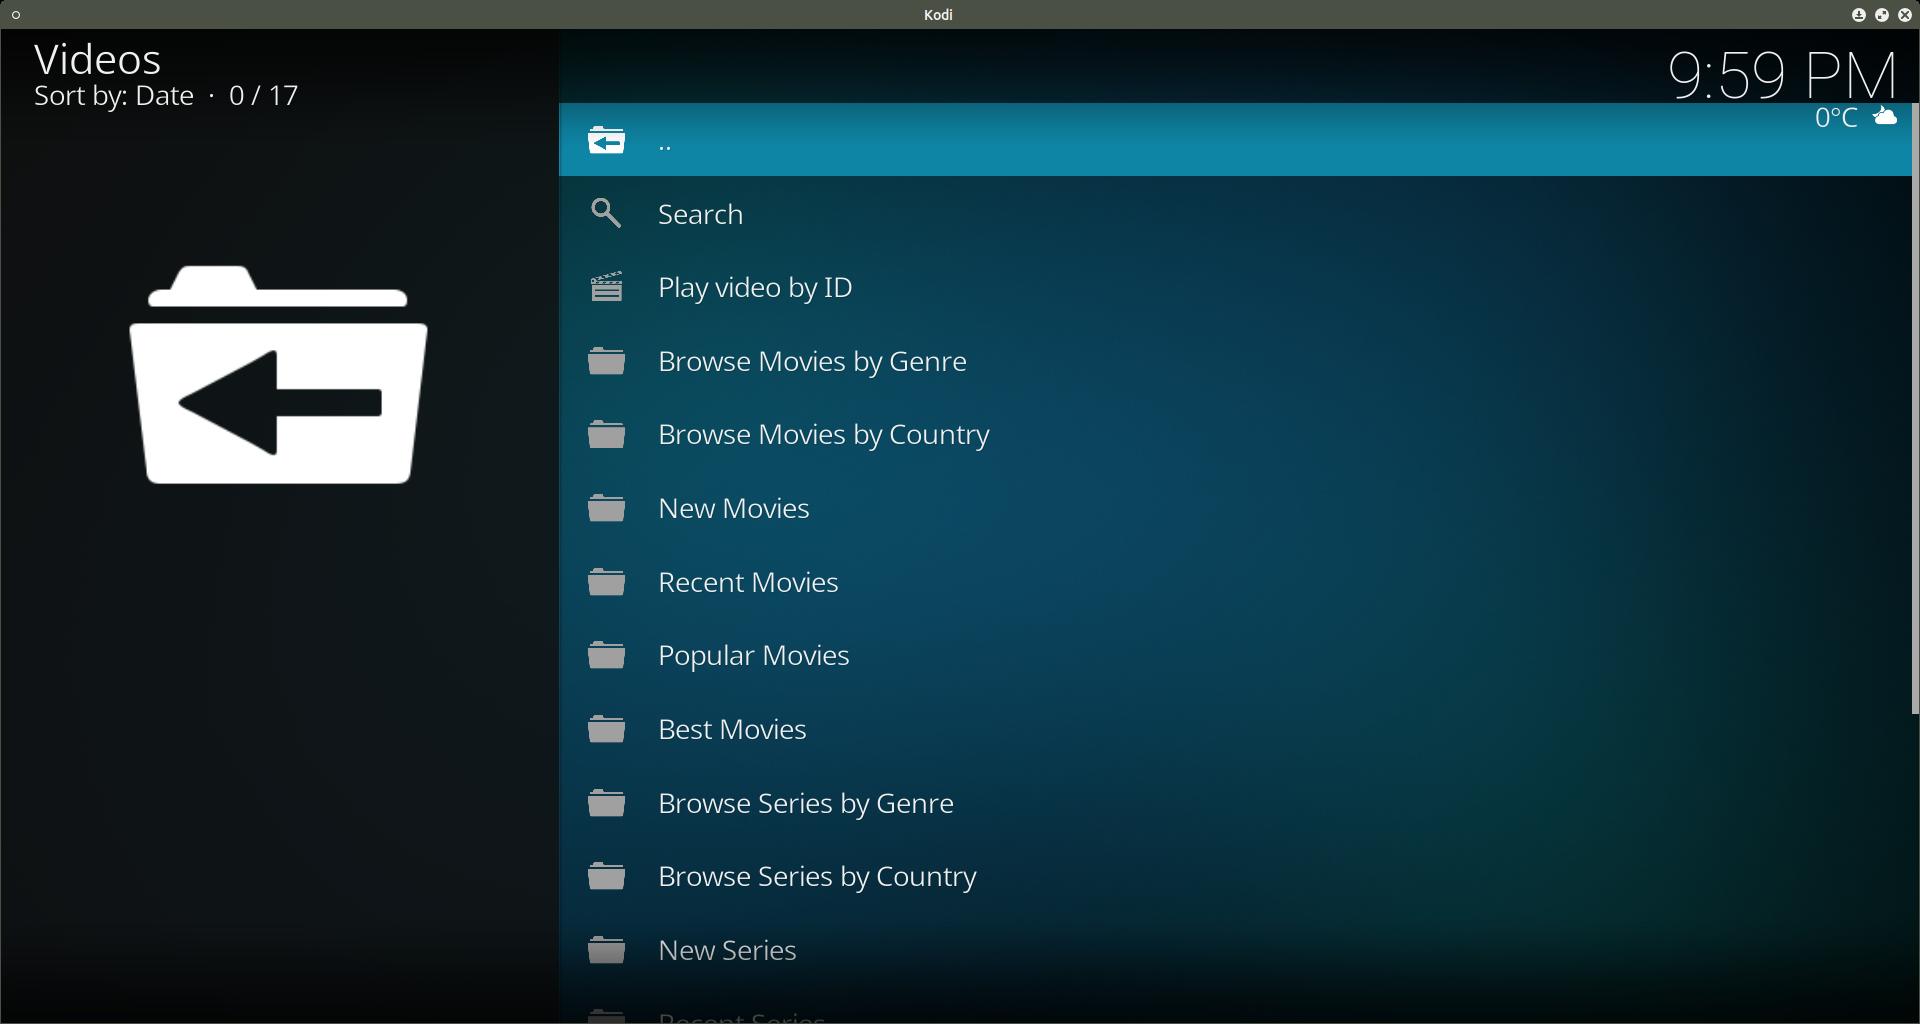 Kodi
Videos
Sort by: Date · 0 / 17
9:59 PM
0°C
..
Search
Play video by ID
Browse Movies by Genre
Browse Movies by Country
New Movies
Recent Movies
Popular Movies
Best Movies
Browse Series by Genre
Browse Series by Country
New Series
Recent Series